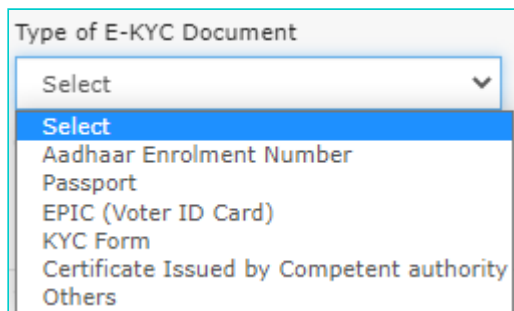 Type of E-KYC Document
Select
Select
Aadhaar Enrolment Number
Passport
EPIC (Voter ID Card)
KYC Form
Certificate Issued by Competent authority
Others